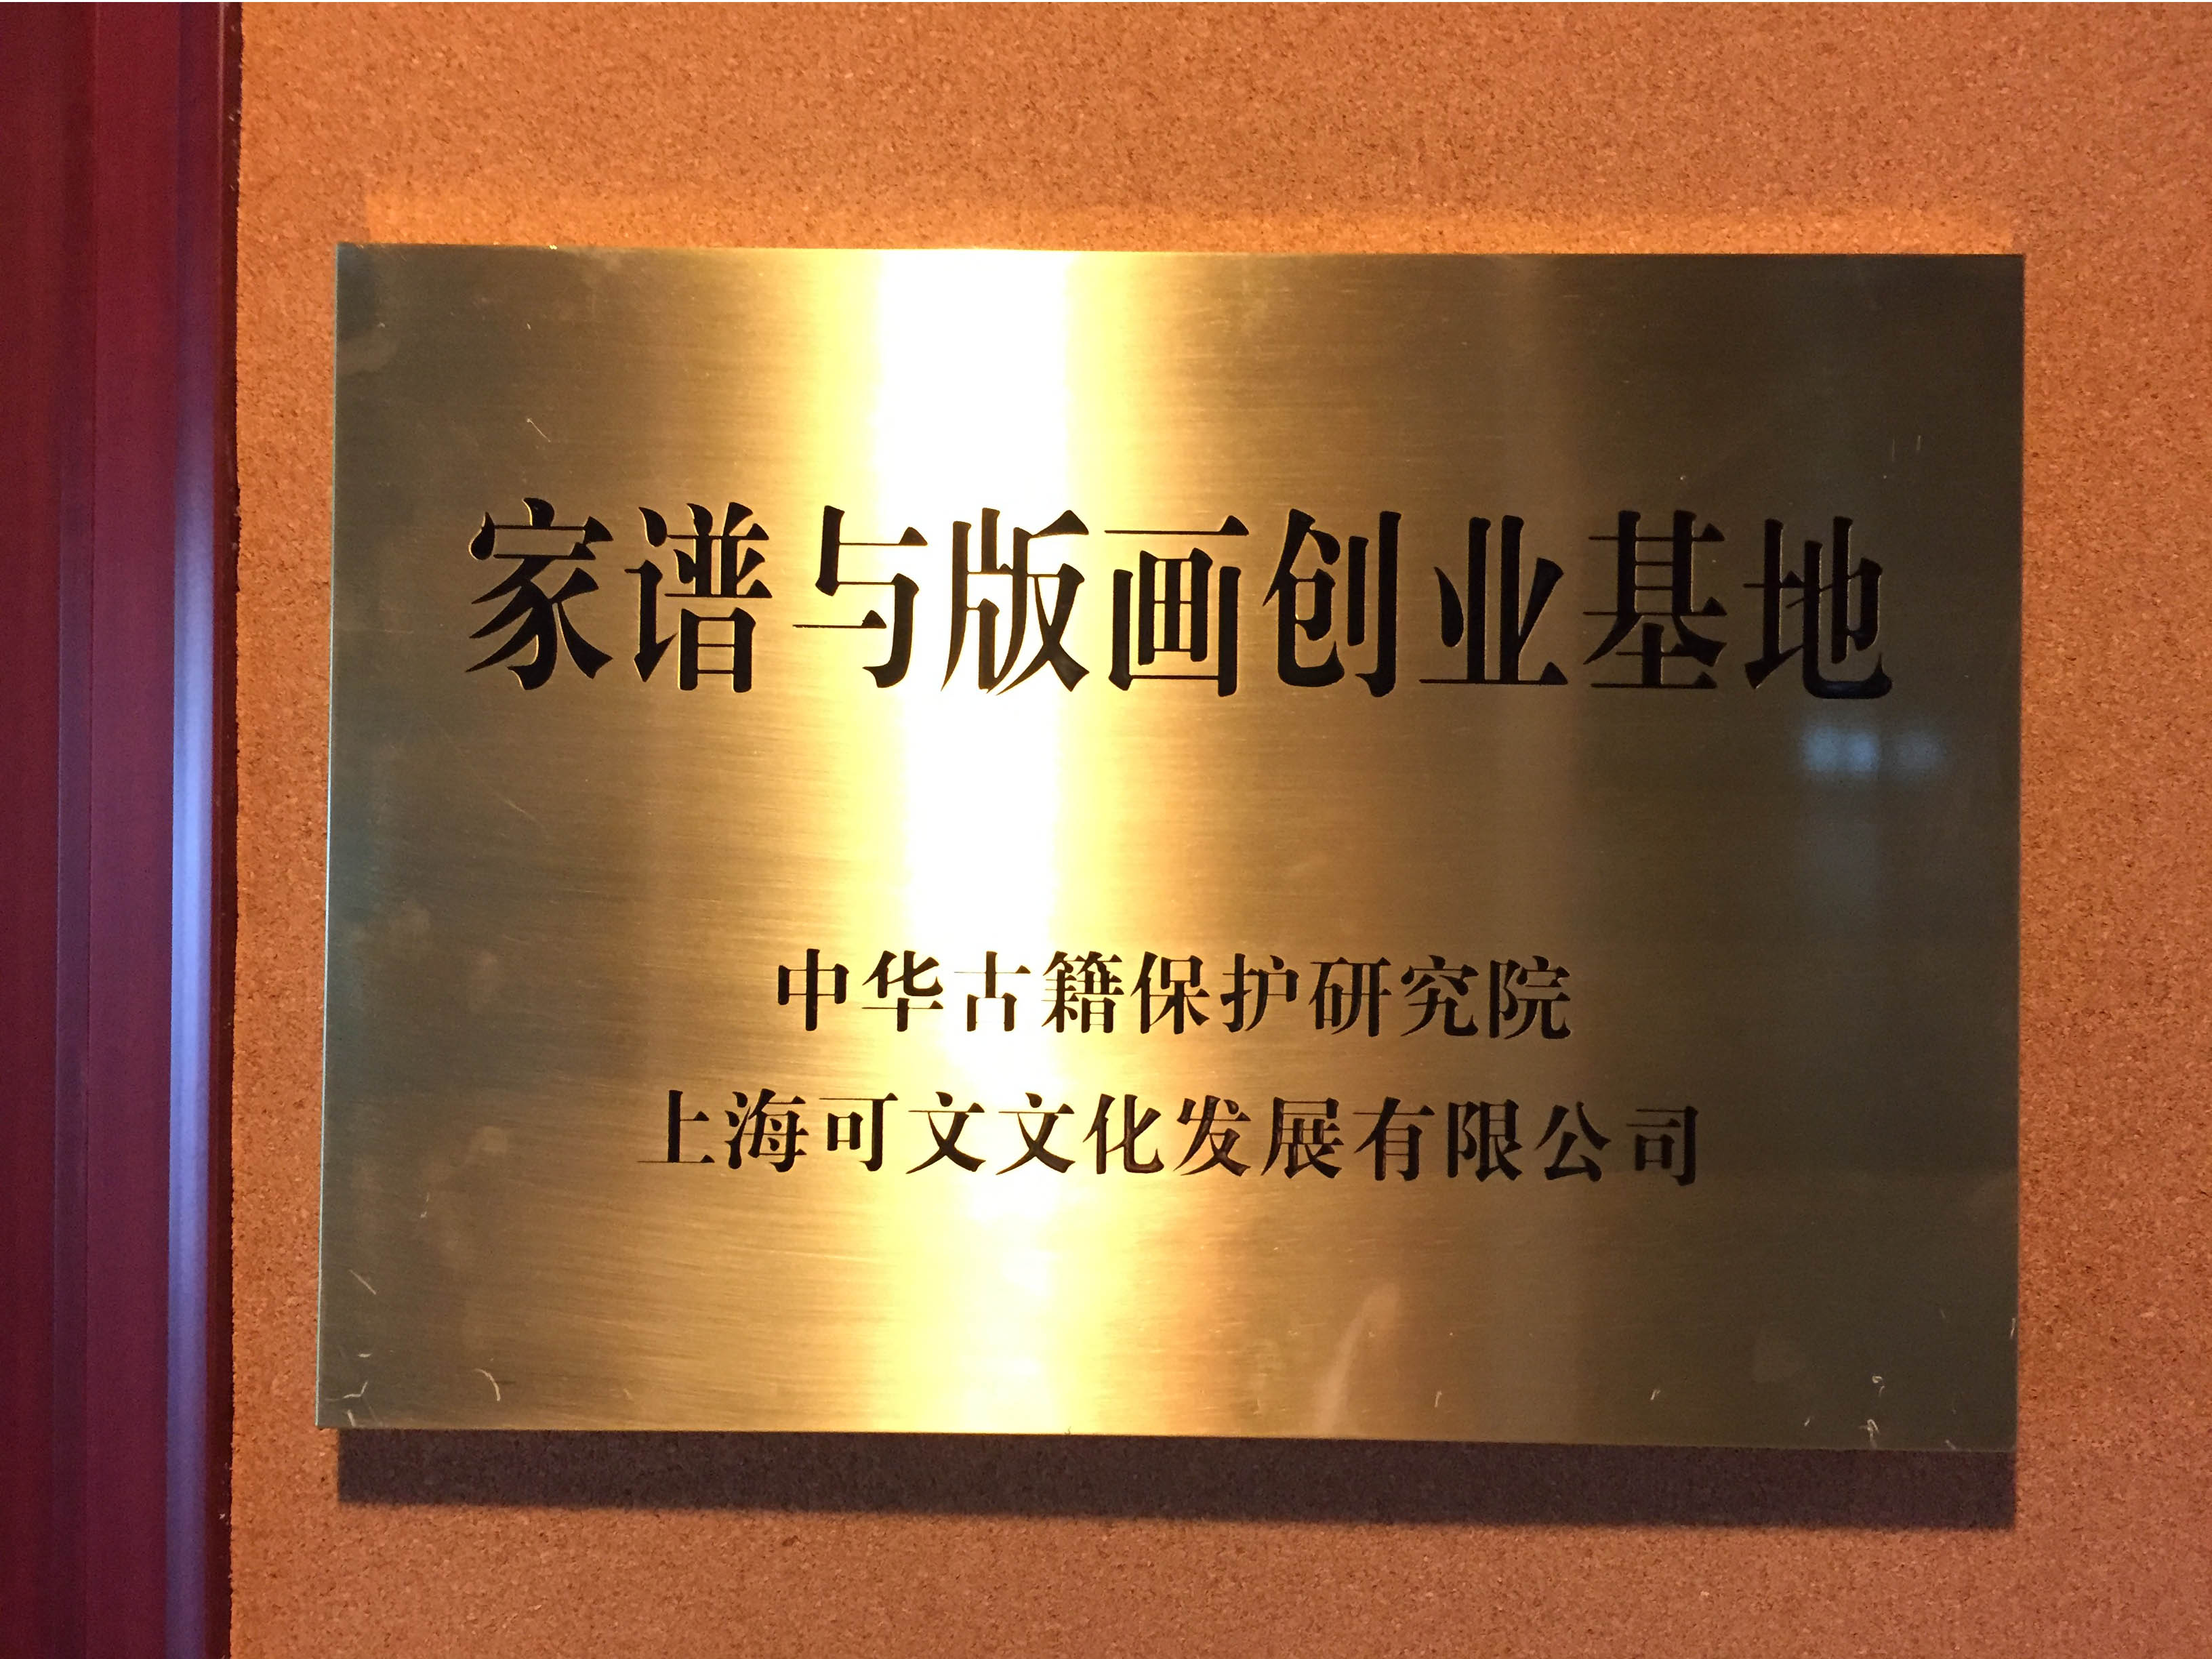 家谱与版画创业基地
中华古籍保护研究院
上海可文文化发展有限公司